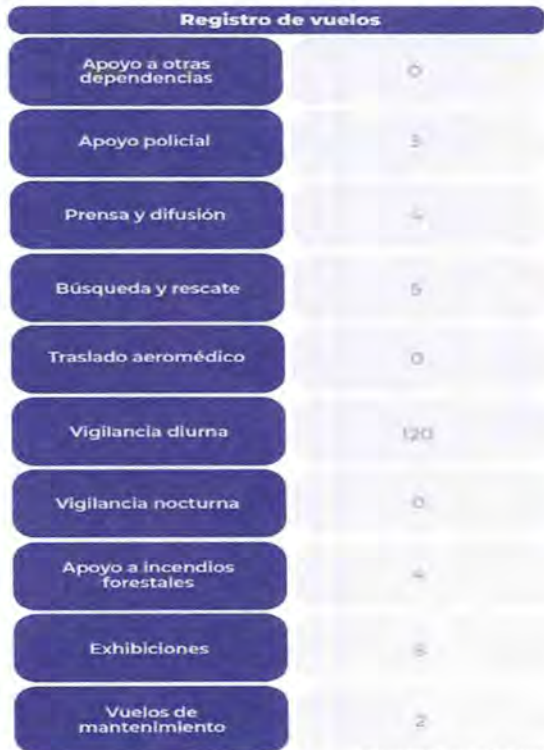 Registro de vuelos
Apoyo a otras
dependencias
0
Apoyo policial
3
Prensa y difusión
4
Búsqueda y rescate
5
Traslado aeromédico
0
Vigilancia diurna
120
Vigilancia nocturna
0
Apoyo a incendios
forestales
4
Exhibiciones
Vuelos de
mantenimiento
2